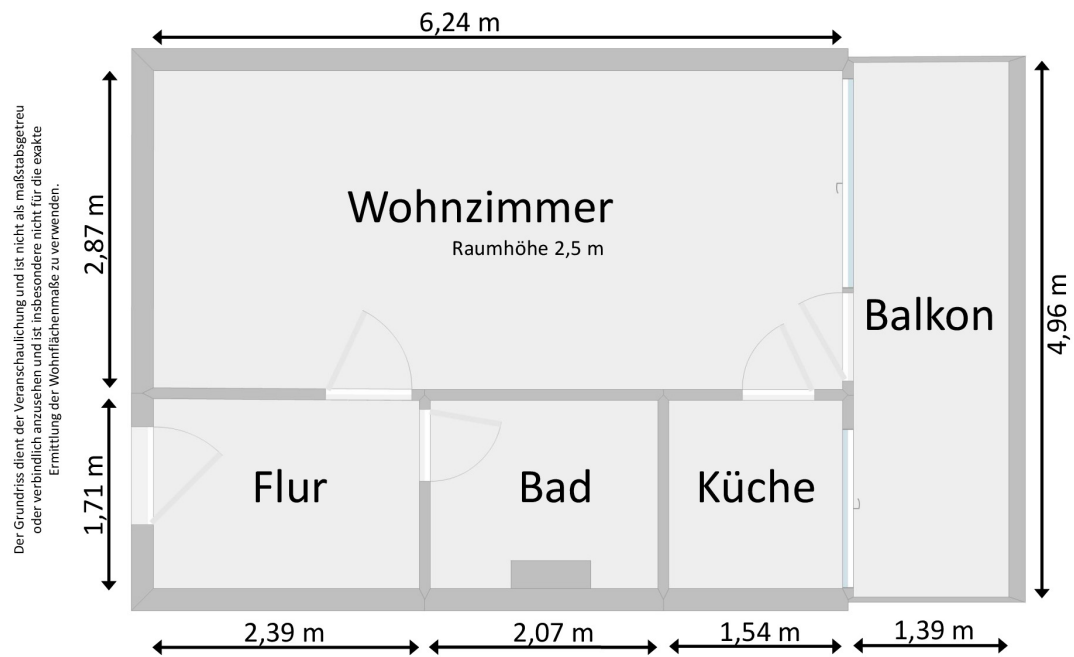 6,24 m
Der Grundriss dient der Veranschaulichung und ist nicht als maßstabsgetreu
oder verbindlich anzusehen und ist insbesondere nicht für die exakte
Ermittlung der Wohnflächenmaße zu verwenden.
2,87 m
Wohnzimmer
Raumhöhe 2,5 m
Balkon
4,96 m
1,71 m
Flur
Bad
Küche
2,39 m
2,07 m
1,54 m
1,39 m